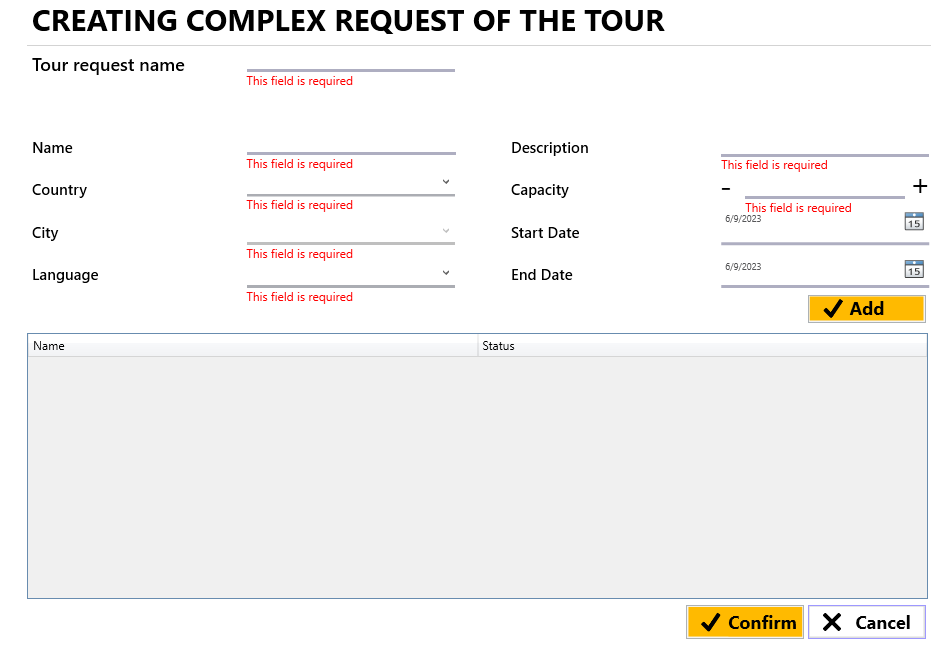 CREATING COMPLEX REQUEST OF THE TOUR
Tour request name
This field is required
Name
This field is required
Description
This field is required
Country
This field is required
Capacity
– +
This field is required
City
This field is required
Start Date
6/9/2023
15
Language
This field is required
End Date
6/9/2023
15
Add
Name Status
Confirm Cancel